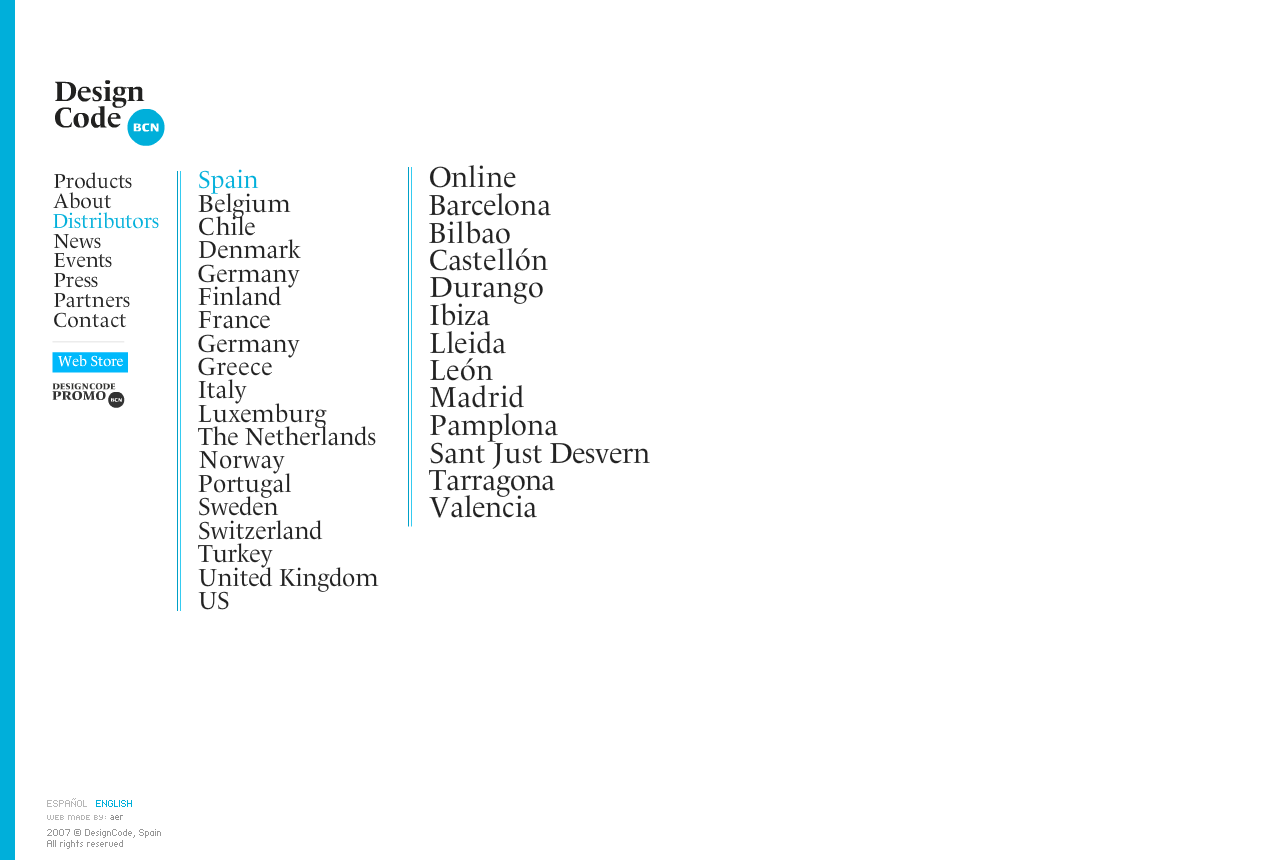 Design
Code
BCN
Products
About
Distributors
News
Events
Press
Partners
Contact
Web Store
DESIGNCODE
PROMO BCN
Spain
Belgium
Chile
Denmark
Germany
Finland
France
Germany
Greece
Italy
Luxemburg
The Netherlands
Norway
Portugal
Sweden
Switzerland
Turkey
United Kingdom
US
Online
Barcelona
Bilbao
Castellón
Durango
Ibiza
Lleida
León
Madrid
Pamplona
Sant Just Desvern
Tarragona
Valencia
ESPAÑOL ENGLISH
WEB MADE BY: aer
2007 © DesignCode, Spain
All rights reserved